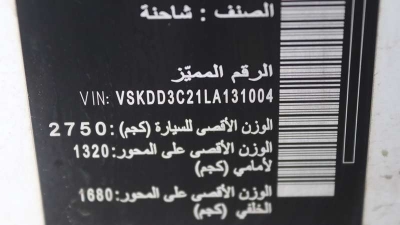 الصنف : شاحنة
الرقم المميّز
VIN: VSKDD3C21LA131004
الوزن الأقصى للسيارة (كجم): 2750
الوزن الأقصى على المحور: 1320
لأمامي (كجم)
الوزن الأقصى على المحور: 1680
الخلفي (كجم)